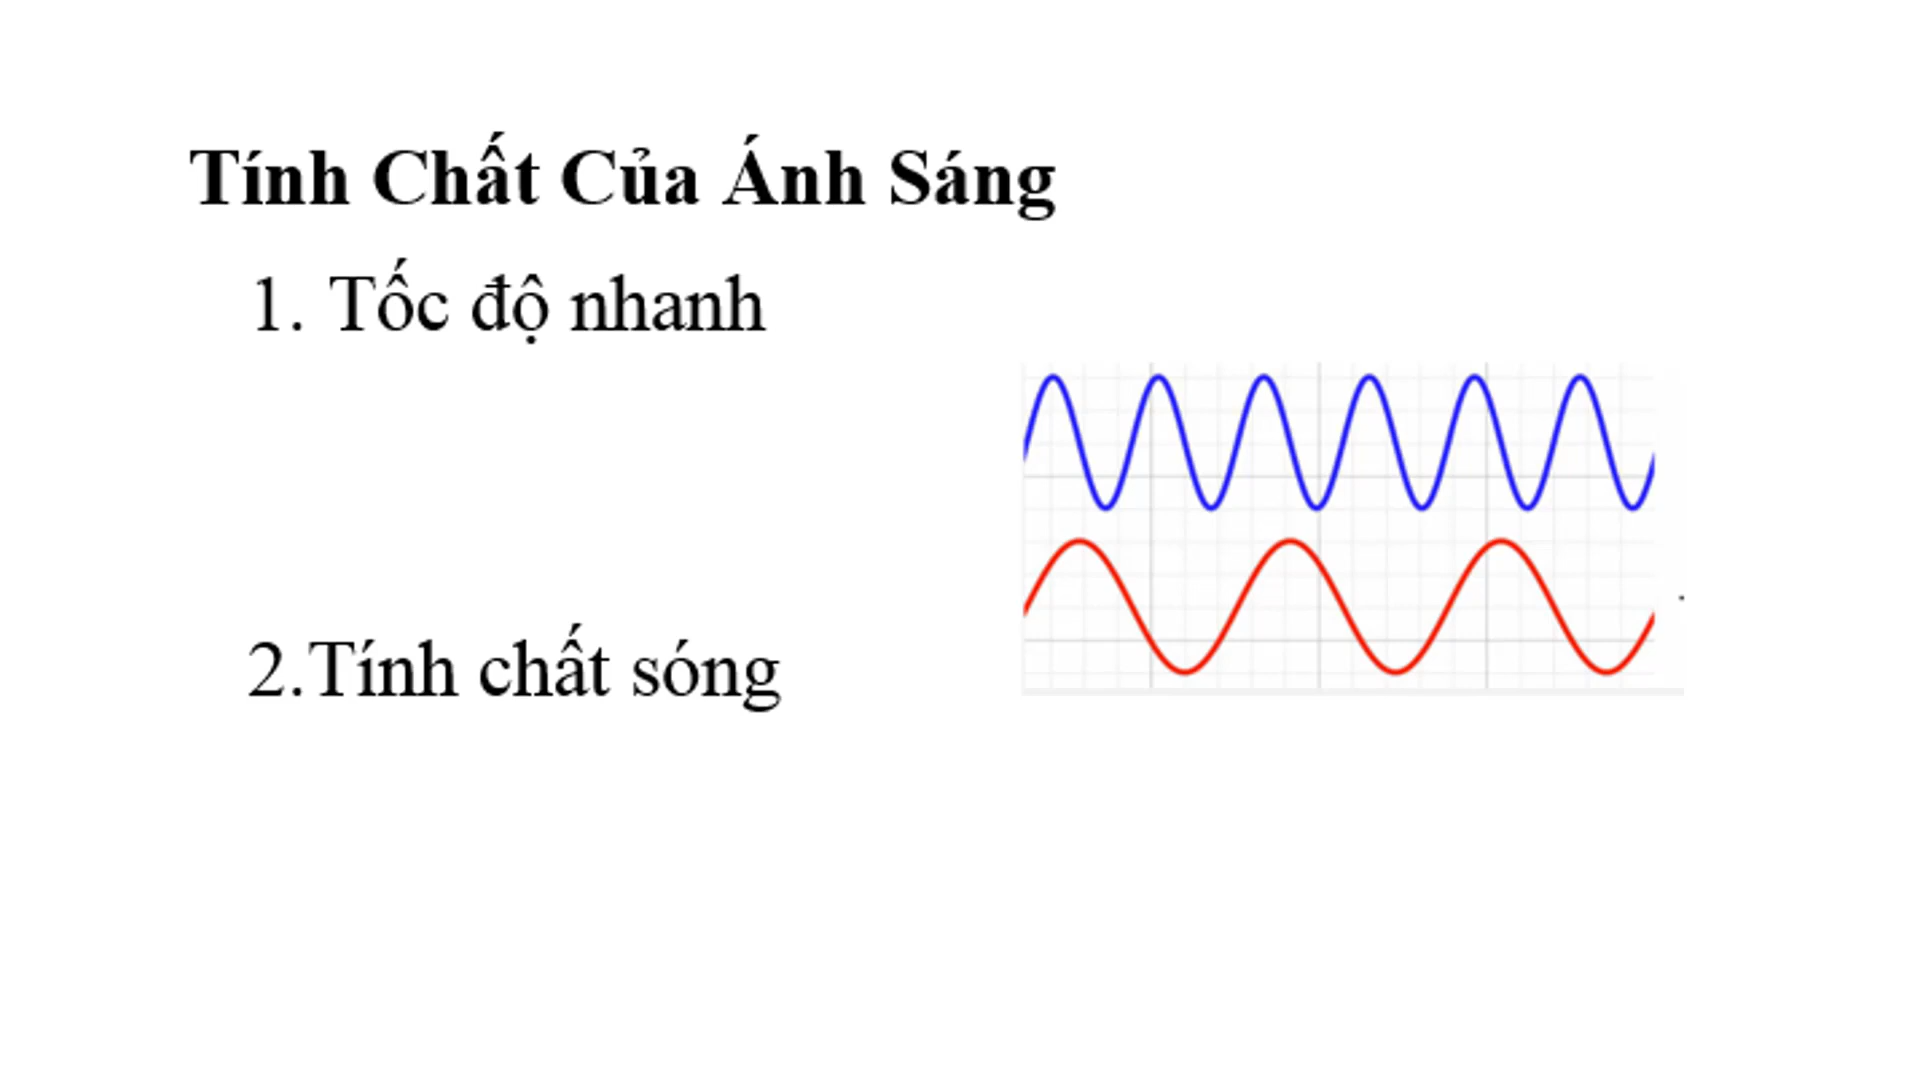 Tính Chất Của Ánh Sáng
1. Tốc độ nhanh
2.Tính chất sóng